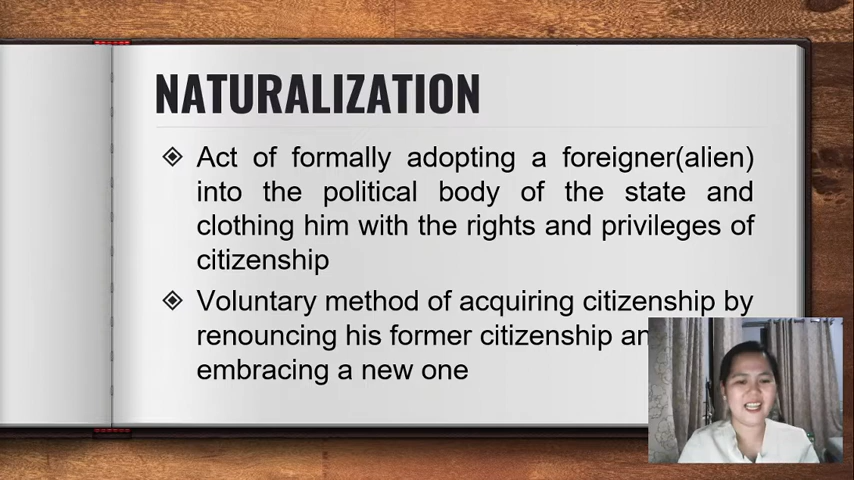 NATURALIZATION
Act of formally adopting a foreigner(alien)
into the political body of the state and
clothing him with the rights and privileges of
citizenship
Voluntary method of acquiring citizenship by
renouncing his former citizenship
embracing a new one